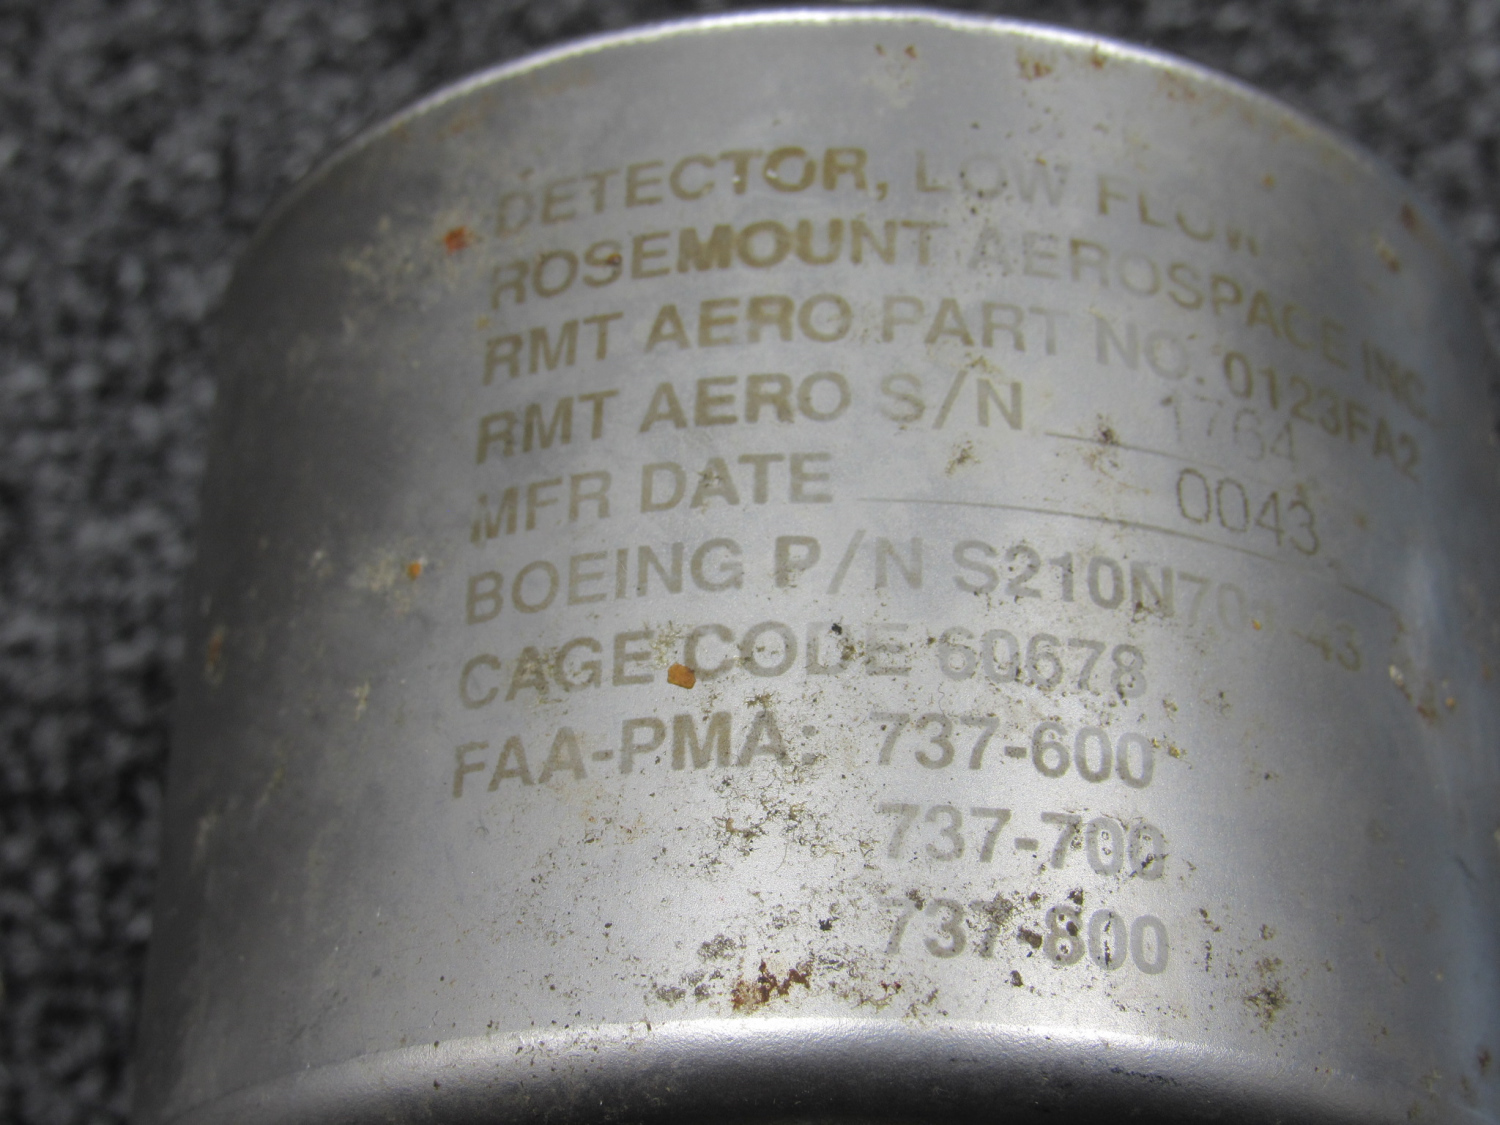 DETECTOR, LOW FLOW
ROSEMOUNT AEROSPACE INC
RMT AERO PART NO. 0123FA2
RMT AERO S/N 1764
MFR DATE 0043
BOEING P/N
CAGE CODE 60678
FAA-PMA: 737-600
737-700
737-800